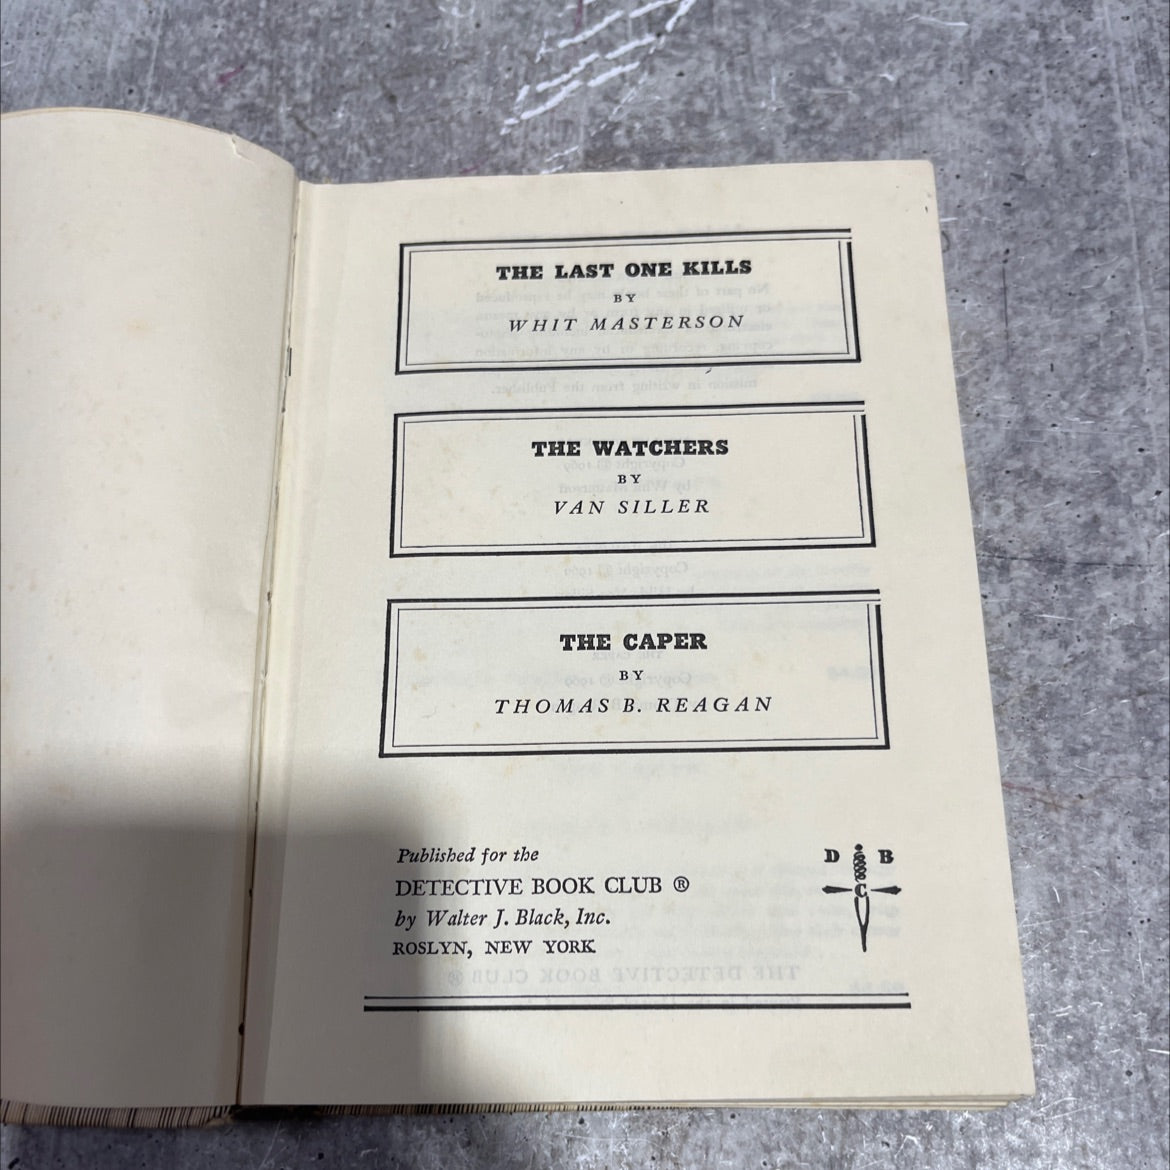 THE LAST ONE KILLS
BY
WHIT MASTERSON
THE WATCHERS
BY
VAN SILLER
THE CAPER
BY
THOMAS B. REAGAN
Published for the
DETECTIVE BOOK CLUB ®
by Walter J. Black, Inc.
ROSLYN, NEW YORK
D B
C